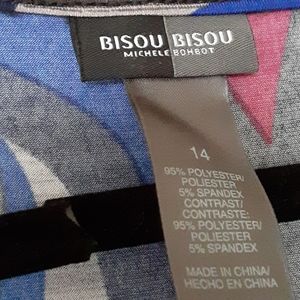 BISOU BISOU
MICHELE BOHBOT
14
95% POLYESTER/
POLIESTER
5% SPANDEX
CONTRAST/
CONTRASTE:
95% POLYESTER/
POLIESTER
5% SPANDEX
MADE IN CHINA/
HECHO EN CHINA